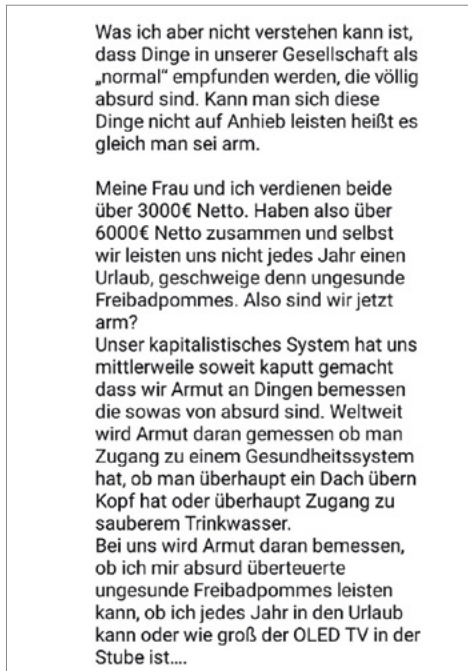 Was ich aber nicht verstehen kann ist,
dass Dinge in unserer Gesellschaft als
„normal“ empfunden werden, die völlig
absurd sind. Kann man sich diese
Dinge nicht auf Anhieb leisten heißt es
gleich man sei arm.
Meine Frau und ich verdienen beide
über 3000€ Netto. Haben also über
6000€ Netto zusammen und selbst
wir leisten uns nicht jedes Jahr einen
Urlaub, geschweige denn ungesunde
Freibadpommes. Also sind wir jetzt
arm?
Unser kapitalistisches System hat uns
mittlerweile soweit kaputt gemacht
dass wir Armut an Dingen bemessen
die sowas von absurd sind. Weltweit
wird Armut daran gemessen ob man
Zugang zu einem Gesundheitssystem
hat, ob man überhaupt ein Dach übern
Kopf hat oder überhaupt Zugang zu
sauberem Trinkwasser.
Bei uns wird Armut daran bemessen,
ob ich mir absurd überteuerte
ungesunde Freibadpommes leisten
kann, ob ich jedes Jahr in den Urlaub
kann oder wie groß der OLED TV in der
Stube ist....